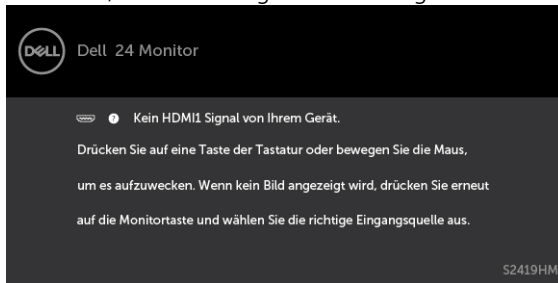 DELL
Dell 24 Monitor
Kein HDMI1 Signal von Ihrem Gerät.
Drücken Sie auf eine Taste der Tastatur oder bewegen Sie die Maus,
um es aufzuwecken. Wenn kein Bild angezeigt wird, drücken Sie erneut
auf die Monitortaste und wählen Sie die richtige Eingangsquelle aus.
S2419HM